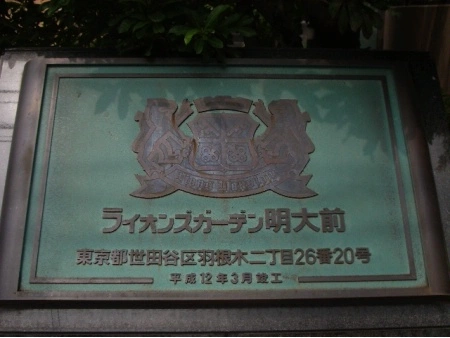 ライオンズガーデン明大前
東京都世田谷区羽根木二丁目26番20号
平成12年3月竣工